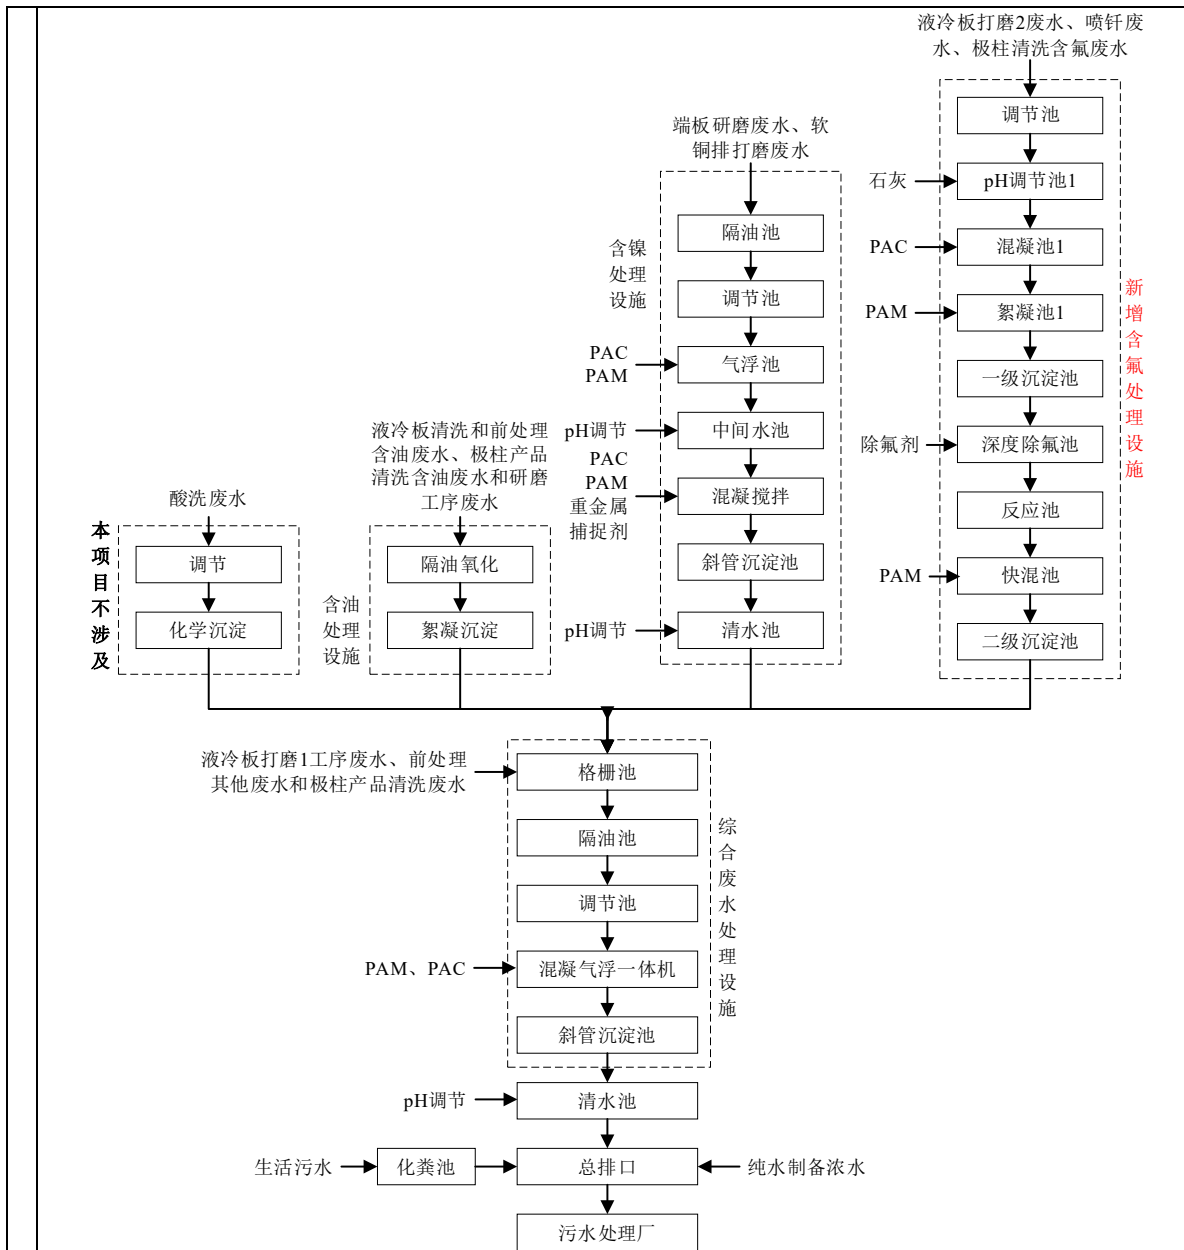 液冷板打磨2废水、喷钎废
水、极柱清洗含氟废水
调节池
石灰
pH调节池1
PAC
混凝池1
PAM
絮凝池1
一级沉淀池
除氟剂
深度除氟池
反应池
PAM
快混池
二级沉淀池
新
增
含
氟
处
理
设
施
端板研磨废水、软
铜排打磨废水
含镍
处理
设施
隔油池
调节池
PAC
PAM
气浮池
pH调节
中间水池
PAC
PAM
重金属
捕捉剂
混凝搅拌
斜管沉淀池
pH调节
清水池
液冷板清洗和前处理
含油废水、极柱产品
清洗含油废水和研磨
工序废水
隔油氧化
絮凝沉淀
含油
处理
设施
酸洗废水
调节
化学沉淀
本
项
目
不
涉
及
液冷板打磨1工序废水、前处理
其他废水和极柱产品清洗废水
格栅池
隔油池
调节池
PAM、PAC
混凝气浮一体机
斜管沉淀池
综
合
废
水
处
理
设
施
pH调节
清水池
生活污水
化粪池
总排口
纯水制备浓水
污水处理厂